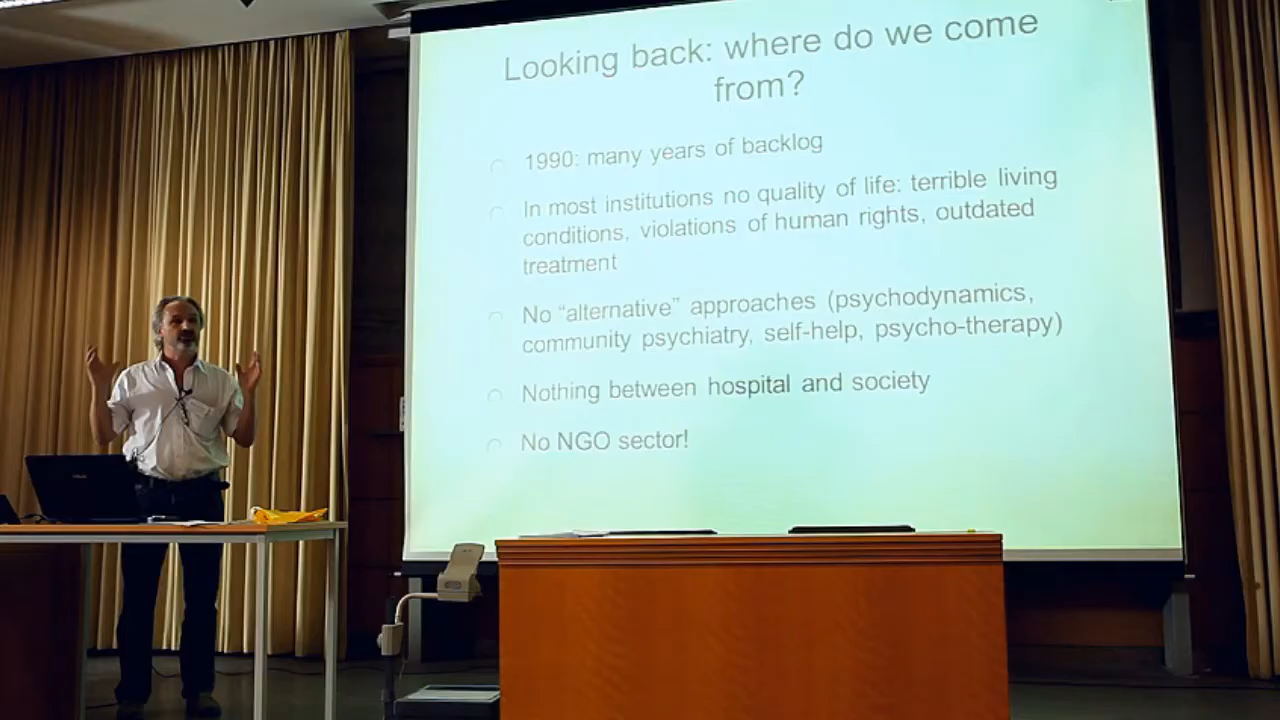 Looking back: where do we come
from?
1990: many years of backlog
In most institutions no quality of life: terrible living
conditions, violations of human rights, outdated
treatment
No “alternative” approaches (psychodynamics,
community psychiatry, self-help, psycho-therapy)
Nothing between hospital and society
No NGO sector!